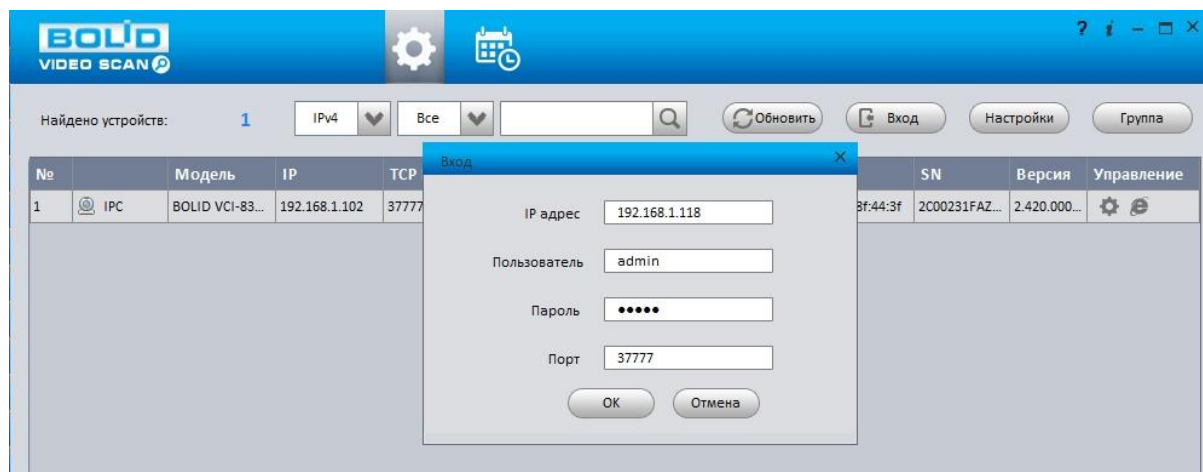 BOLID
VIDEO SCAN
? i
Найдено устройств: 1 IPv4 Все Обновить Вход Настройки Группа
Вход
№ Модель IP TCP SN Версия Управление
1 IPC BOLID VCI-83... 192.168.1.102 37777 3f:44:3f 2C00231FAZ... 2.420.000...
IP адрес 192.168.1.118
Пользователь admin
Пароль •••••
Порт 37777
OK Отмена